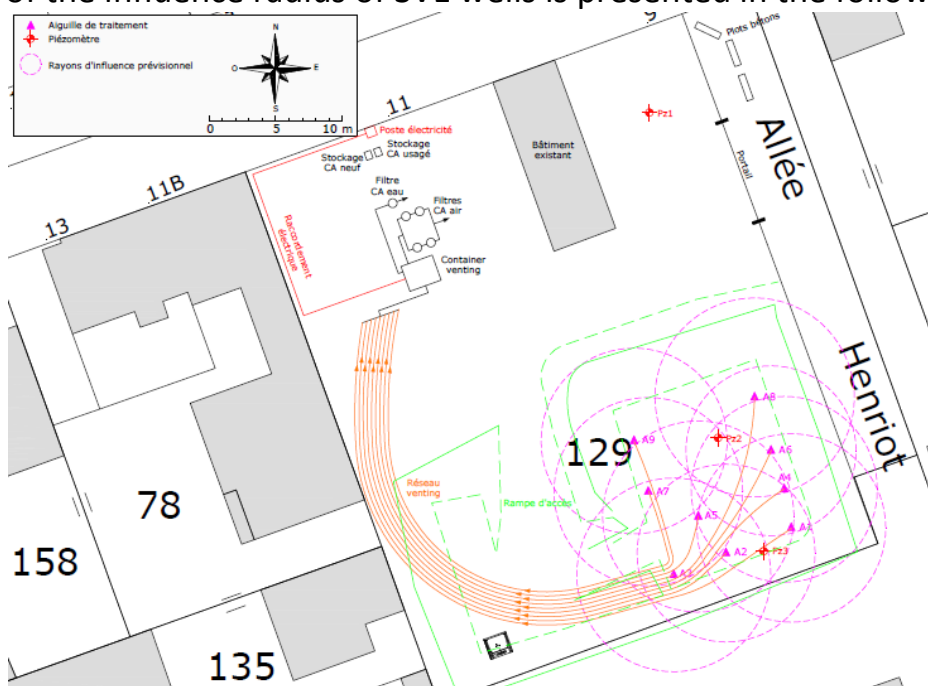 of the influence radius of SVE wells is presented in the follow
Aiguille de traitement
Piézomètre
Rayons d'influence prévisionnel
N
O
E
S
0 5 10 m
9
Plots bétons
11
Poste électricité
Pz1
Stockage
CA usagé
Stockage
CA neuf
Bâtiment
existant
Allée
Portail
11B
Filtre
CA eau
Filtres
CA air
13
Raccordement
électrique
Container
venting
Henriot
A8
129
A9
Pz2
A6
Réseau
venting
A7
A4
78
Rampe d'accès
A5
A1
A2
Pz3
158
A3
135